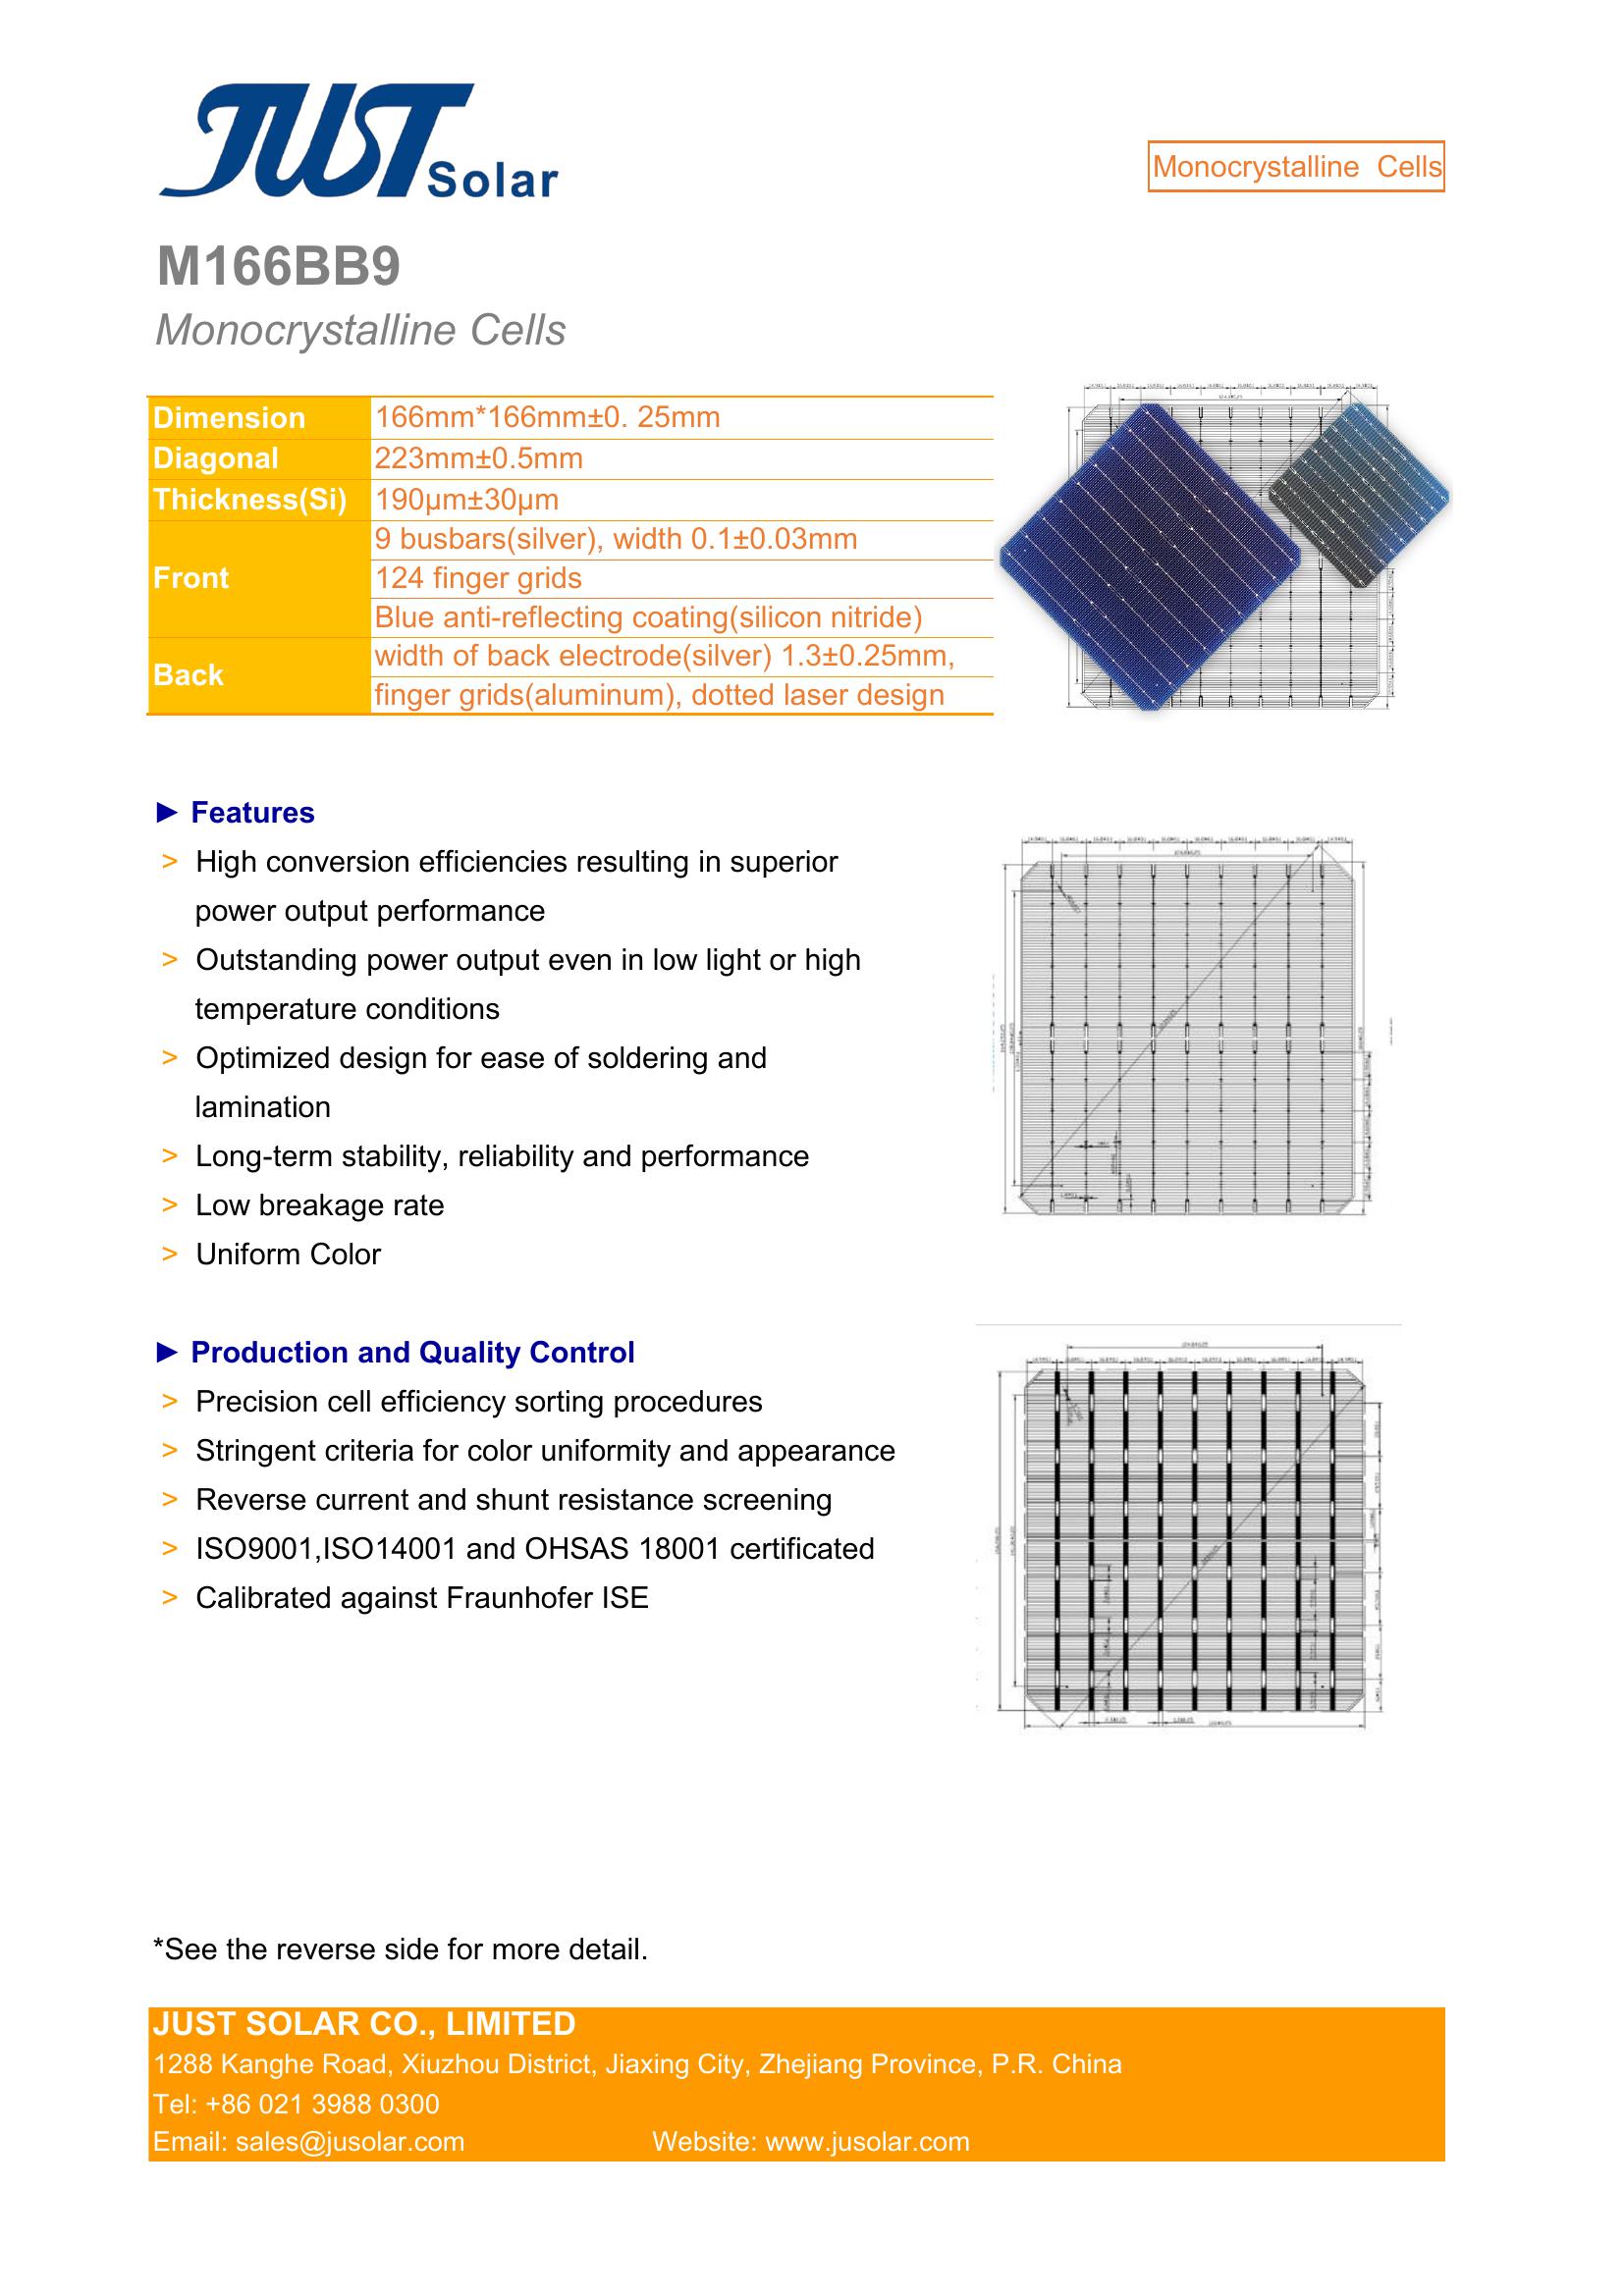 JUST Solar
Monocrystalline Cells
M166BB9
Monocrystalline Cells
Dimension 166mm*166mm±0. 25mm
Diagonal 223mm±0.5mm
Thickness(Si) 190μm±30μm
Front 9 busbars(silver), width 0.1±0.03mm
124 finger grids
Blue anti-reflecting coating(silicon nitride)
Back width of back electrode(silver) 1.3±0.25mm,
finger grids(aluminum), dotted laser design
► Features
> High conversion efficiencies resulting in superior
power output performance
> Outstanding power output even in low light or high
temperature conditions
> Optimized design for ease of soldering and
lamination
> Long-term stability, reliability and performance
> Low breakage rate
> Uniform Color
► Production and Quality Control
> Precision cell efficiency sorting procedures
> Stringent criteria for color uniformity and appearance
> Reverse current and shunt resistance screening
> ISO9001,ISO14001 and OHSAS 18001 certificated
> Calibrated against Fraunhofer ISE
*See the reverse side for more detail.
JUST SOLAR CO., LIMITED
1288 Kanghe Road, Xiuzhou District, Jiaxing City, Zhejiang Province, P.R. China
Tel: +86 021 3988 0300
Email: sales@jusolar.com Website: www.jusolar.com